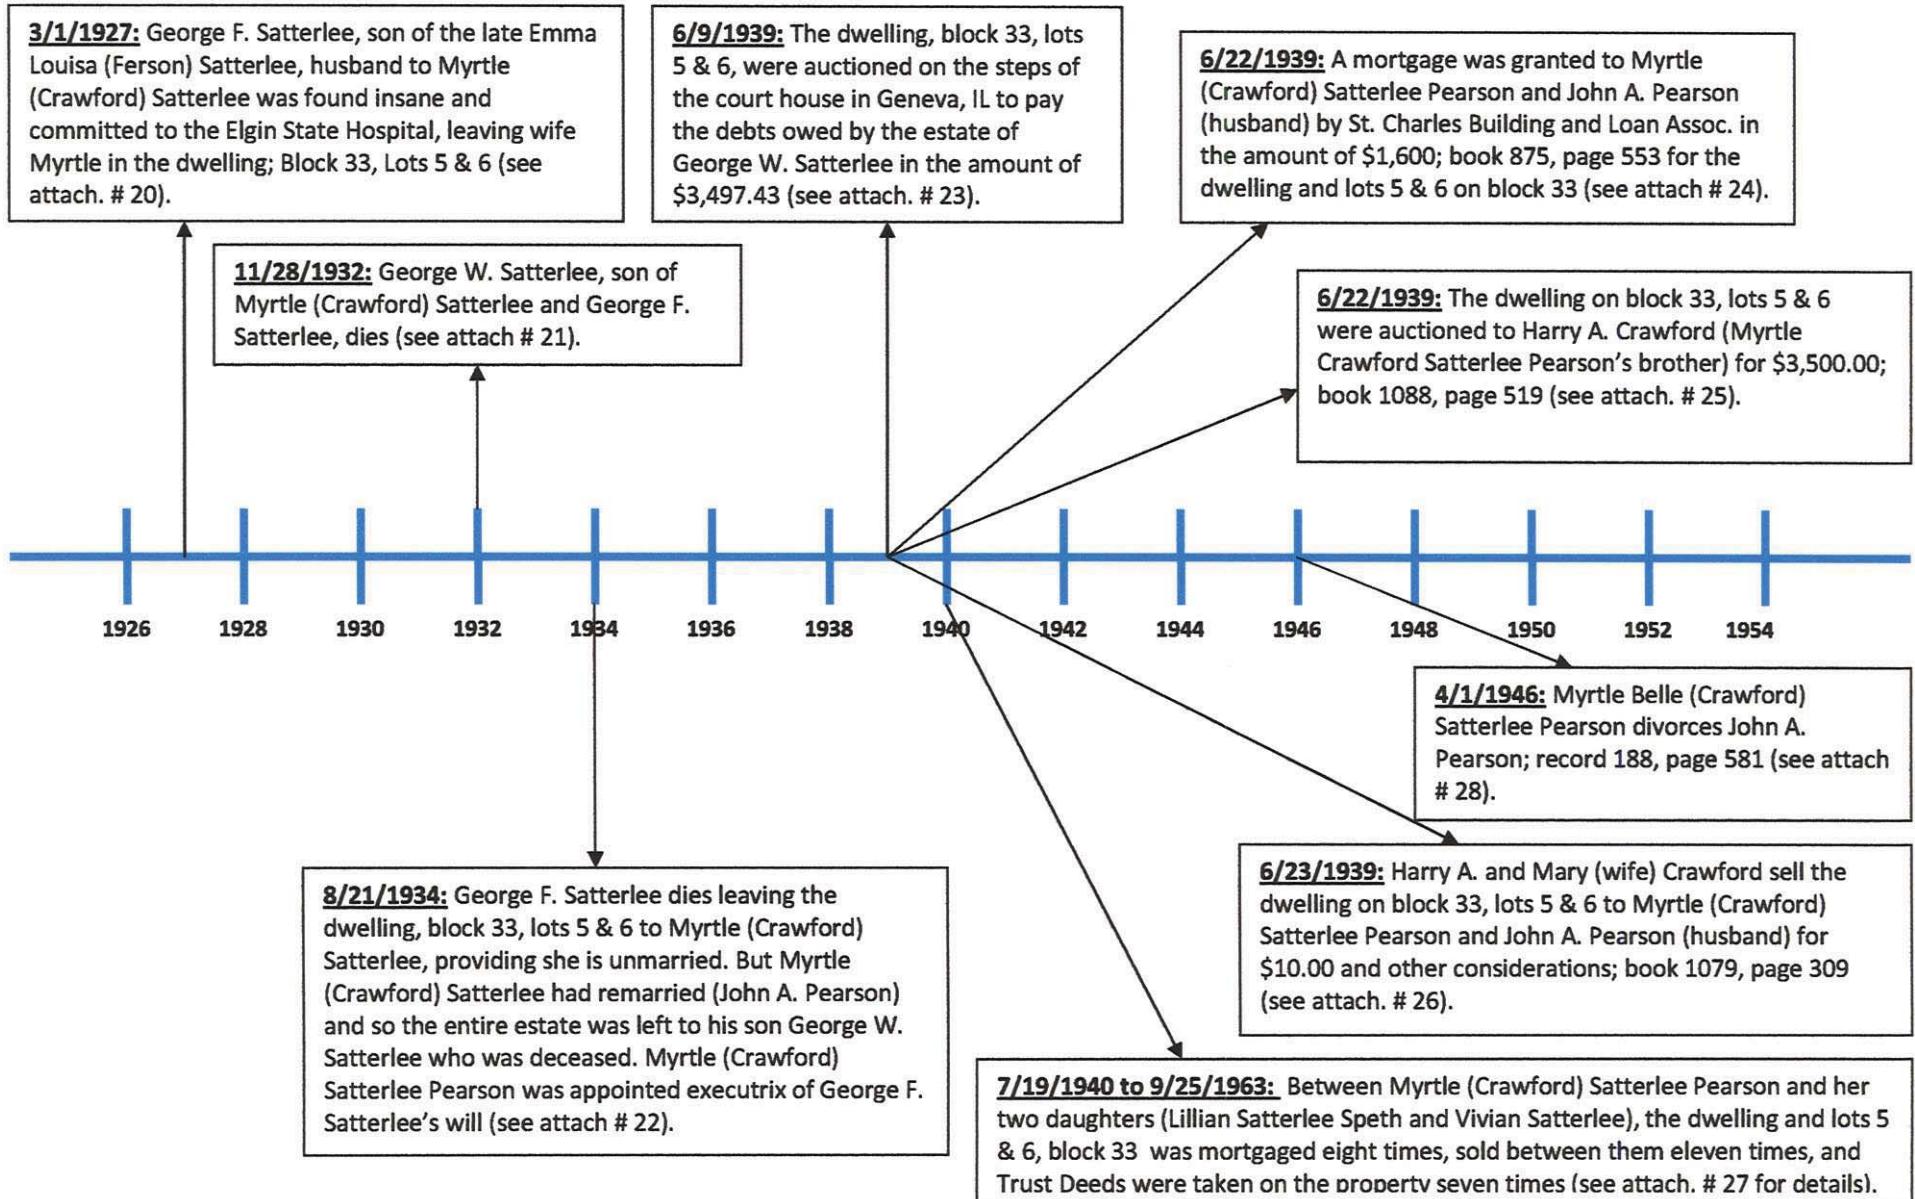 3/1/1927: George F. Satterlee, son of the late Emma
Louisa (Ferson) Satterlee, husband to Myrtle
(Crawford) Satterlee was found insane and
committed to the Elgin State Hospital, leaving wife
Myrtle in the dwelling; Block 33, Lots 5 & 6 (see
attach. # 20).
6/9/1939: The dwelling, block 33, lots
5 & 6, were auctioned on the steps of
the court house in Geneva, IL to pay
the debts owed by the estate of
George W. Satterlee in the amount of
$3,497.43 (see attach. # 23).
6/22/1939: A mortgage was granted to Myrtle
(Crawford) Satterlee Pearson and John A. Pearson
(husband) by St. Charles Building and Loan Assoc. in
the amount of $1,600; book 875, page 553 for the
dwelling and lots 5 & 6 on block 33 (see attach # 24).
11/28/1932: George W. Satterlee, son of
Myrtle (Crawford) Satterlee and George F.
Satterlee, dies (see attach # 21).
6/22/1939: The dwelling on block 33, lots 5 & 6
were auctioned to Harry A. Crawford (Myrtle
Crawford Satterlee Pearson's brother) for $3,500.00;
book 1088, page 519 (see attach. # 25).
1926 1928 1930 1932 1934 1936 1938 1940 1942 1944 1946 1948 1950 1952 1954
4/1/1946: Myrtle Belle (Crawford)
Satterlee Pearson divorces John A.
Pearson; record 188, page 581 (see attach
# 28).
8/21/1934: George F. Satterlee dies leaving the
dwelling, block 33, lots 5 & 6 to Myrtle (Crawford)
Satterlee, providing she is unmarried. But Myrtle
(Crawford) Satterlee had remarried (John A. Pearson)
and so the entire estate was left to his son George W.
Satterlee who was deceased. Myrtle (Crawford)
Satterlee Pearson was appointed executrix of George F.
Satterlee's will (see attach # 22).
6/23/1939: Harry A. and Mary (wife) Crawford sell the
dwelling on block 33, lots 5 & 6 to Myrtle (Crawford)
Satterlee Pearson and John A. Pearson (husband) for
$10.00 and other considerations; book 1079, page 309
(see attach. # 26).
7/19/1940 to 9/25/1963: Between Myrtle (Crawford) Satterlee Pearson and her
two daughters (Lillian Satterlee Speth and Vivian Satterlee), the dwelling and lots 5
& 6, block 33 was mortgaged eight times, sold between them eleven times, and
Trust Deeds were taken on the property seven times (see attach. # 27 for details).